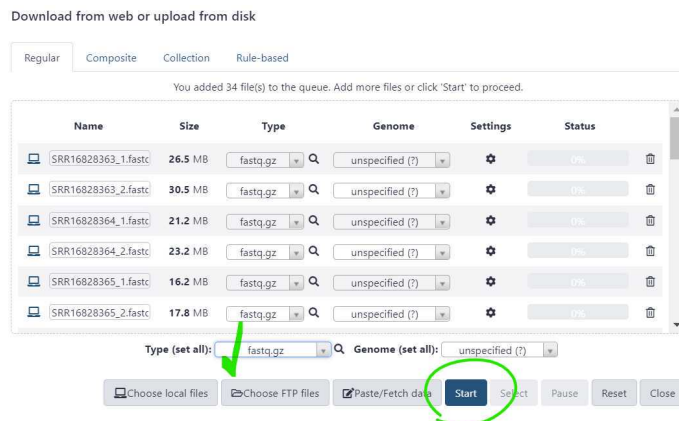 Download from web or upload from disk
Regular Composite Collection Rule-based
You added 34 file(s) to the queue. Add more files or click 'Start' to proceed.
Name Size Type Genome Settings Status
SRR16828363_1.fastc 26.5 MB fastq.gz unspecified (?) 0%
SRR16828363_2.fastc 30.5 MB fastq.gz unspecified (?) 0%
SRR16828364_1.fastc 21.2 MB fastq.gz unspecified (?) 0%
SRR16828364_2.fastc 23.2 MB fastq.gz unspecified (?) 0%
SRR16828365_1.fastc 16.2 MB fastq.gz unspecified (?) 0%
SRR16828365_2.fastc 17.8 MB fastq.gz unspecified (?) 0%
Type (set all): fastq.gz Genome (set all): unspecified (?)
Choose local files Choose FTP files Paste/Fetch data Start Select Pause Reset Close